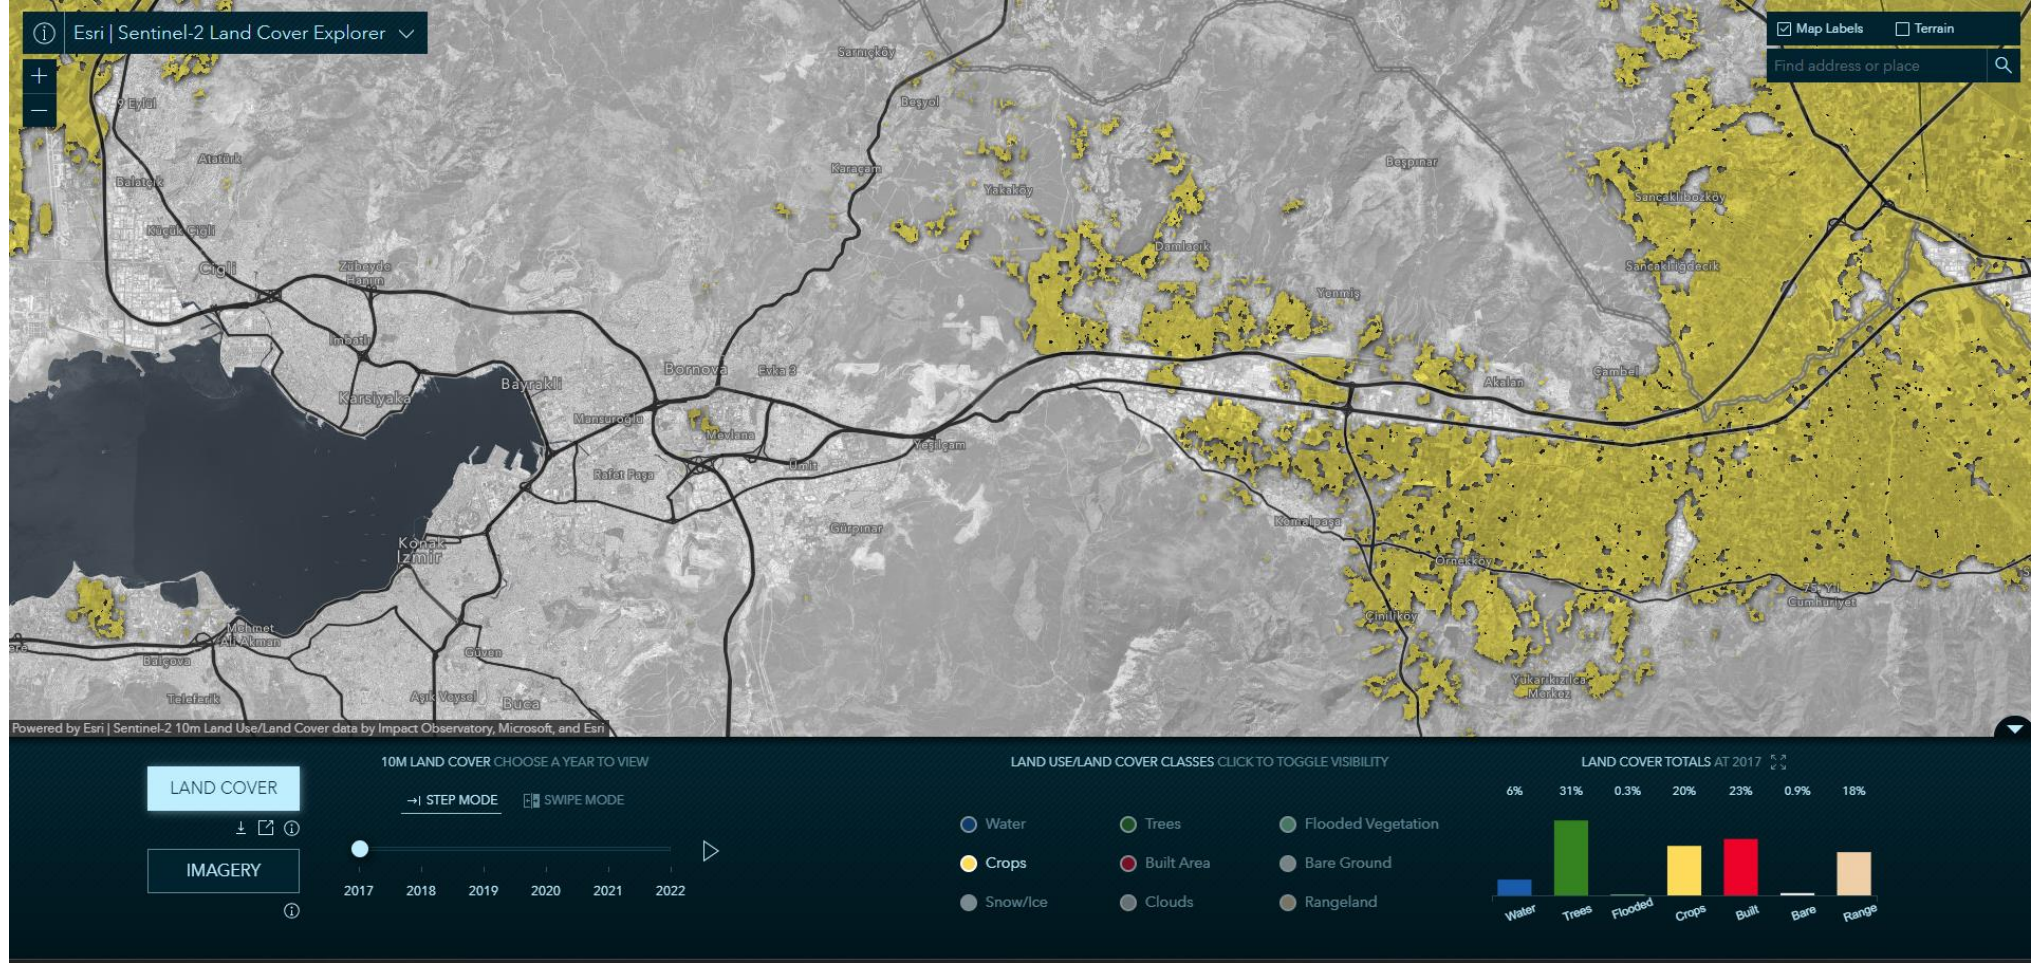 Esri | Sentinel-2 Land Cover Explorer
Map Labels
Terrain
Find address or place
Sarnıçköy
9 Eylül
Beşyol
Atatürk
Balatçık
Karaçam
Beşpınar
Yakaköy
Sancaklıbozköy
Küçük Çiğli
Çiğli
Zübeyde
Hanım
Damlacık
Sancaklıiğdecik
Yenmiş
İmbatlı
Bornova
Evka 3
Bayraklı
Karsiyaka
Akalan
Çambel
Mansuroğlu
Mevlana
Yeşilçam
Ümit
Rafet Paşa
Gürpınar
Kemalpaşa
Konak
İzmir
Örnekköy
75. Yıl
Cumhuriyet
Çiniliköy
Mehmet
Ali Akman
Balçova
Güven
Teleferik
Aşık Veysel
Buca
Yukarıkızılca
Merkez
Powered by Esri | Sentinel-2 10m Land Use/Land Cover data by Impact Observatory, Microsoft, and Esri
LAND COVER
IMAGERY
10M LAND COVER CHOOSE A YEAR TO VIEW
STEP MODE
SWIPE MODE
2017 2018 2019 2020 2021 2022
LAND USE/LAND COVER CLASSES CLICK TO TOGGLE VISIBILITY
Water Trees Flooded Vegetation
Crops Built Area Bare Ground
Snow/Ice Clouds Rangeland
LAND COVER TOTALS AT 2017
6% 31% 0.3% 20% 23% 0.9% 18%
Water Trees Flooded Crops Built Bare Range